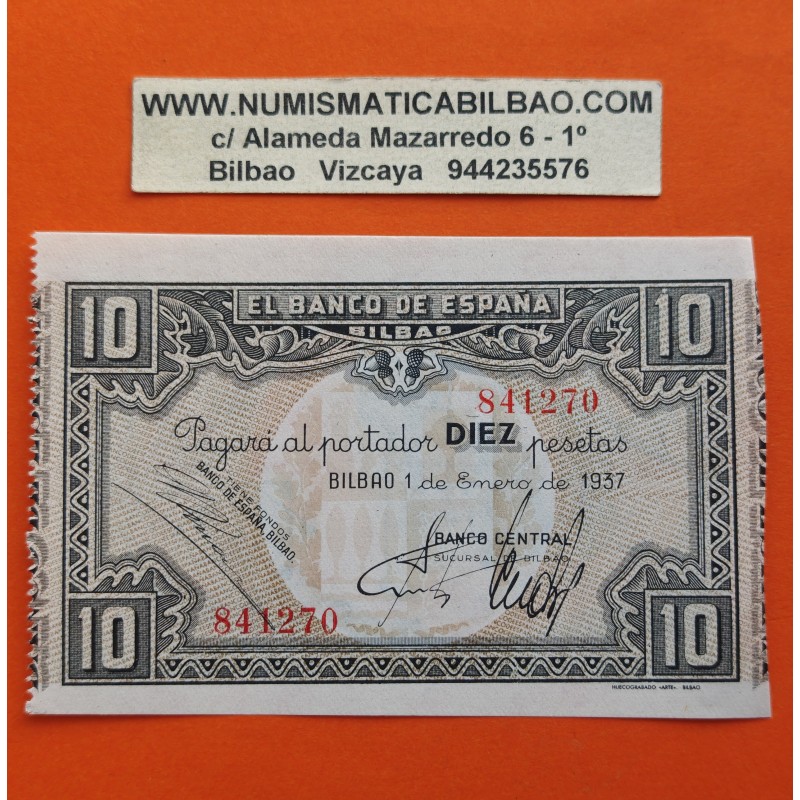 WWW.NUMISMATICABILBAO.COM
c/ Alameda Mazarredo 6 - 1º
Bilbao Vizcaya 944235576
10
EL BANCO DE ESPAÑA
10
BILBAO
841270
Pagará al portador DIEZ pesetas
BILBAO 1 de Enero de 1937
TIENE FONDOS
BANCO DE ESPAÑA, BILBAO.
BANCO CENTRAL
SUCURSAL DE BILBAO
841270
10
10
HUECOGRABADO «ARTE». BILBAO